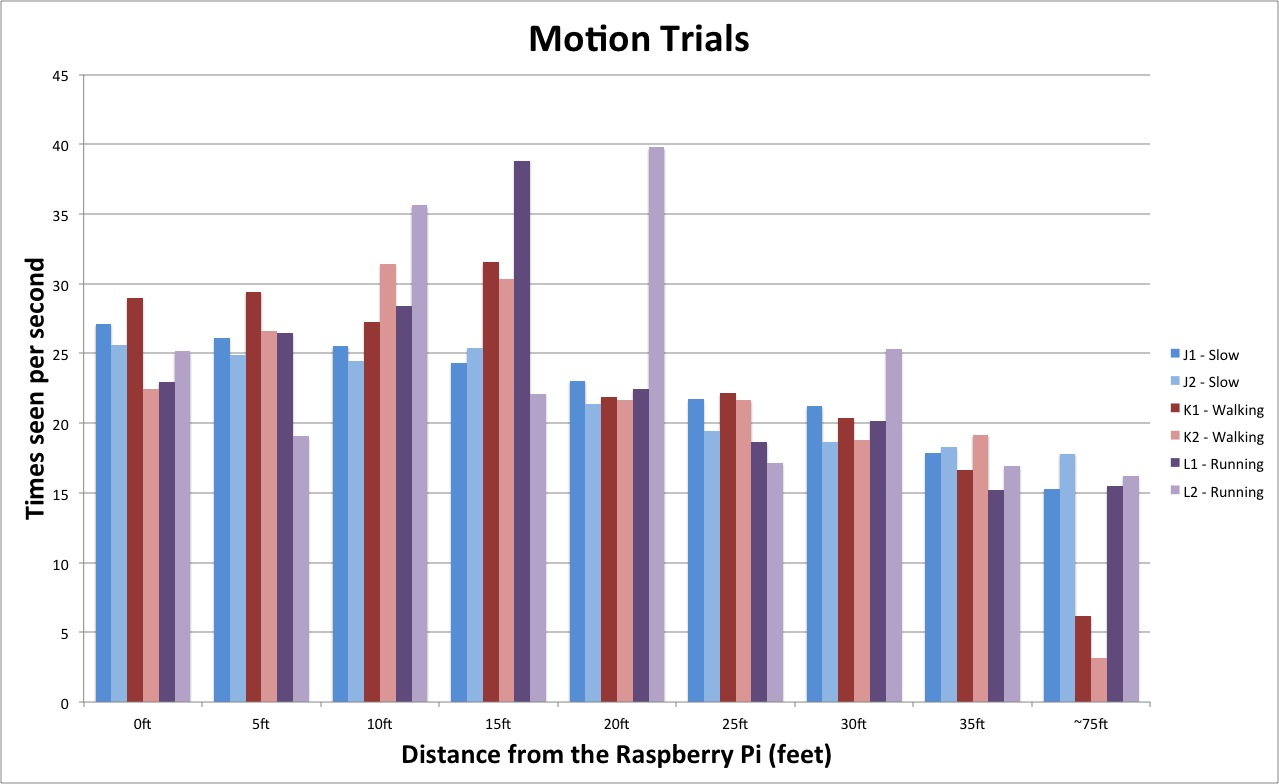 Motion Trials
Times seen per second
45
40
35
30
25
20
15
10
5
0
0ft 5ft 10ft 15ft 20ft 25ft 30ft 35ft ~75ft
Distance from the Raspberry Pi (feet)
J1 - Slow
J2 - Slow
K1 - Walking
K2 - Walking
L1 - Running
L2 - Running